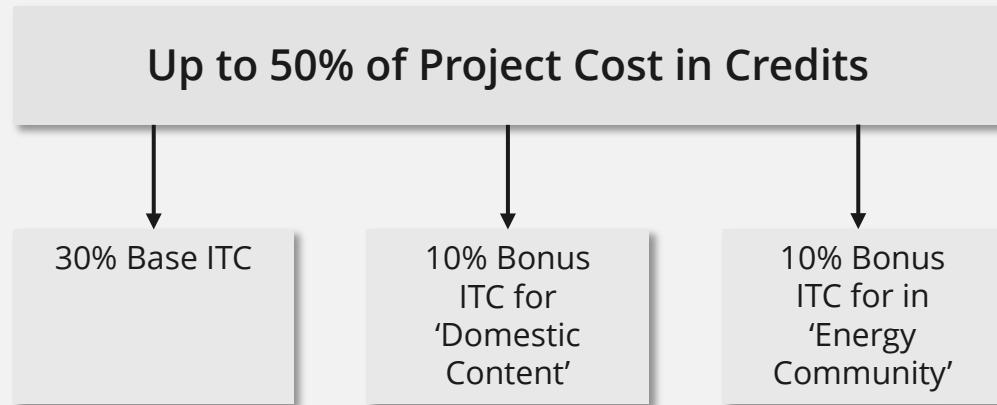 Up to 50% of Project Cost in Credits
30% Base ITC
10% Bonus
ITC for
‘Domestic
Content’
10% Bonus
ITC for in
‘Energy
Community’